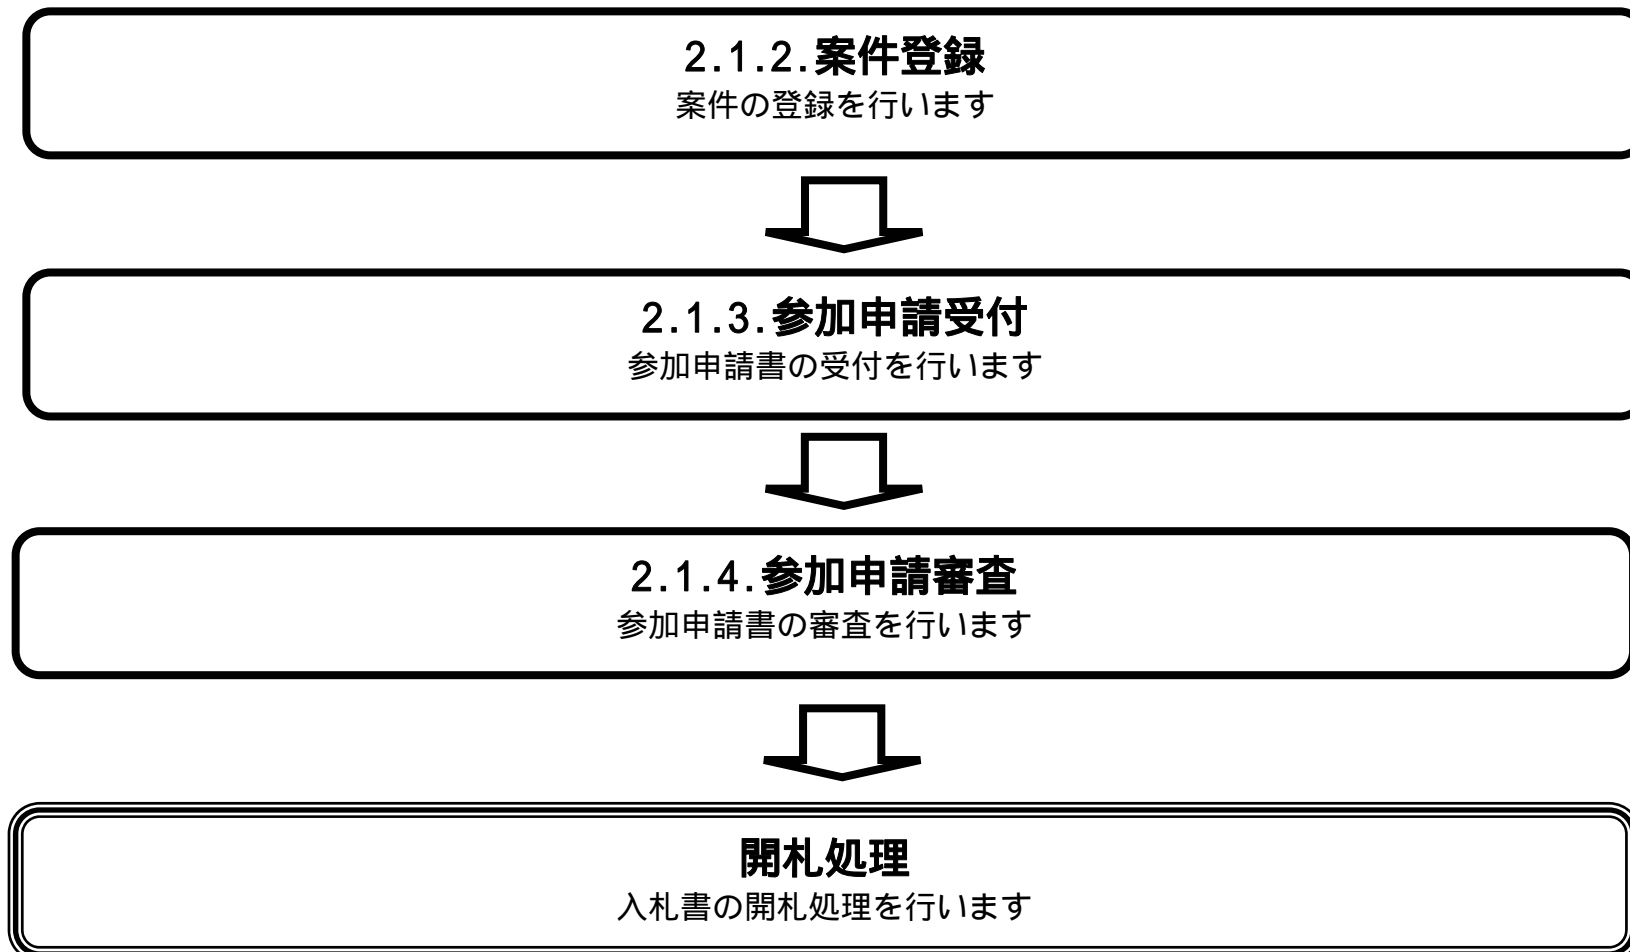 2.1.2.案件登録
案件の登録を行います
2.1.3.参加申請受付
参加申請書の受付を行います
2.1.4.参加申請審査
参加申請書の審査を行います
開札処理
入札書の開札処理を行います